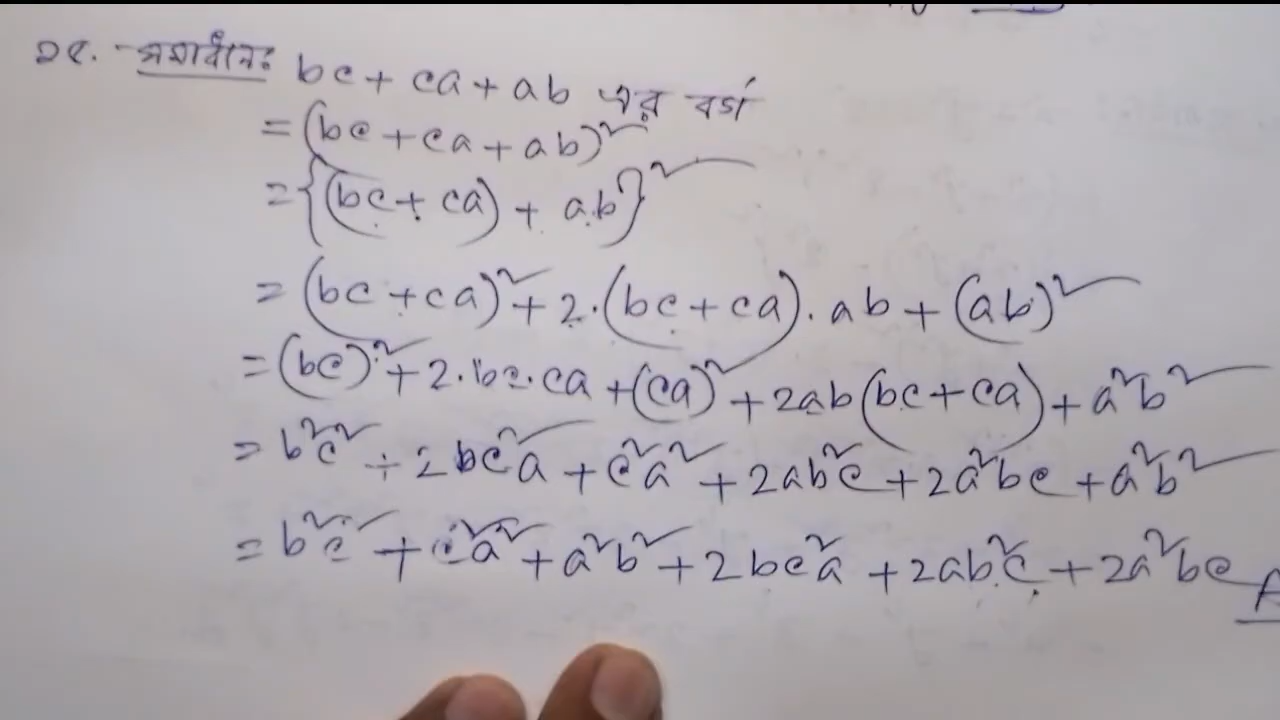 ১৫. সমাধান: bc + ca + ab এর বর্গ
= (bc + ca + ab)²
= {(bc + ca) + ab}²
= (bc + ca)² + 2.(bc + ca). ab + (ab)²
= (bc)² + 2.bc.ca + (ca)² + 2ab(bc + ca) + a²b²
= b²c² + 2bc²a + c²a² + 2ab²c + 2a²bc + a²b²
= b²c² + c²a² + a²b² + 2bc²a + 2ab²c + 2a²bc